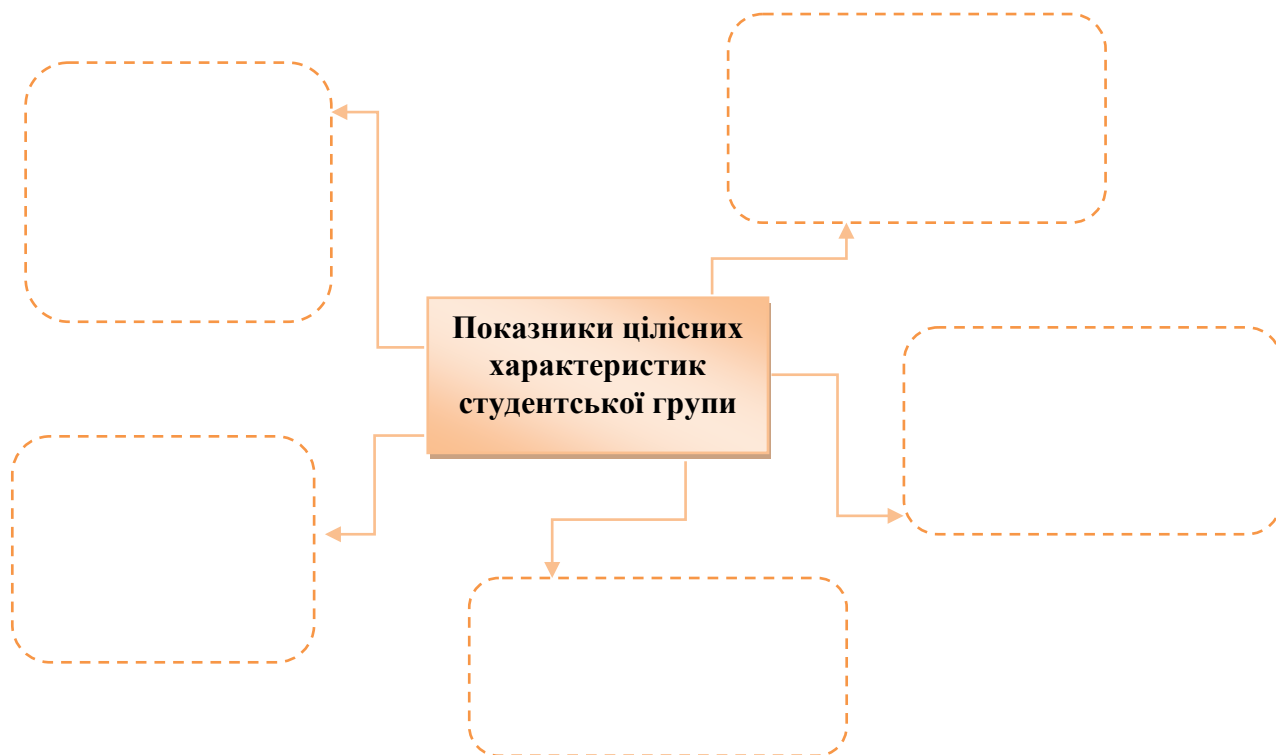 Показники цілісних
характеристик
студентської групи